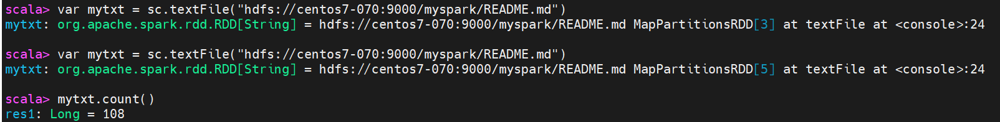 scala> var mytxt = sc.textFile("hdfs://centos7-070:9000/myspark/README.md")
mytxt: org.apache.spark.rdd.RDD[String] = hdfs://centos7-070:9000/myspark/README.md MapPartitionsRDD[3] at textFile at <console>:24
scala> var mytxt = sc.textFile("hdfs://centos7-070:9000/myspark/README.md")
mytxt: org.apache.spark.rdd.RDD[String] = hdfs://centos7-070:9000/myspark/README.md MapPartitionsRDD[5] at textFile at <console>:24
scala> mytxt.count()
res1: Long = 108